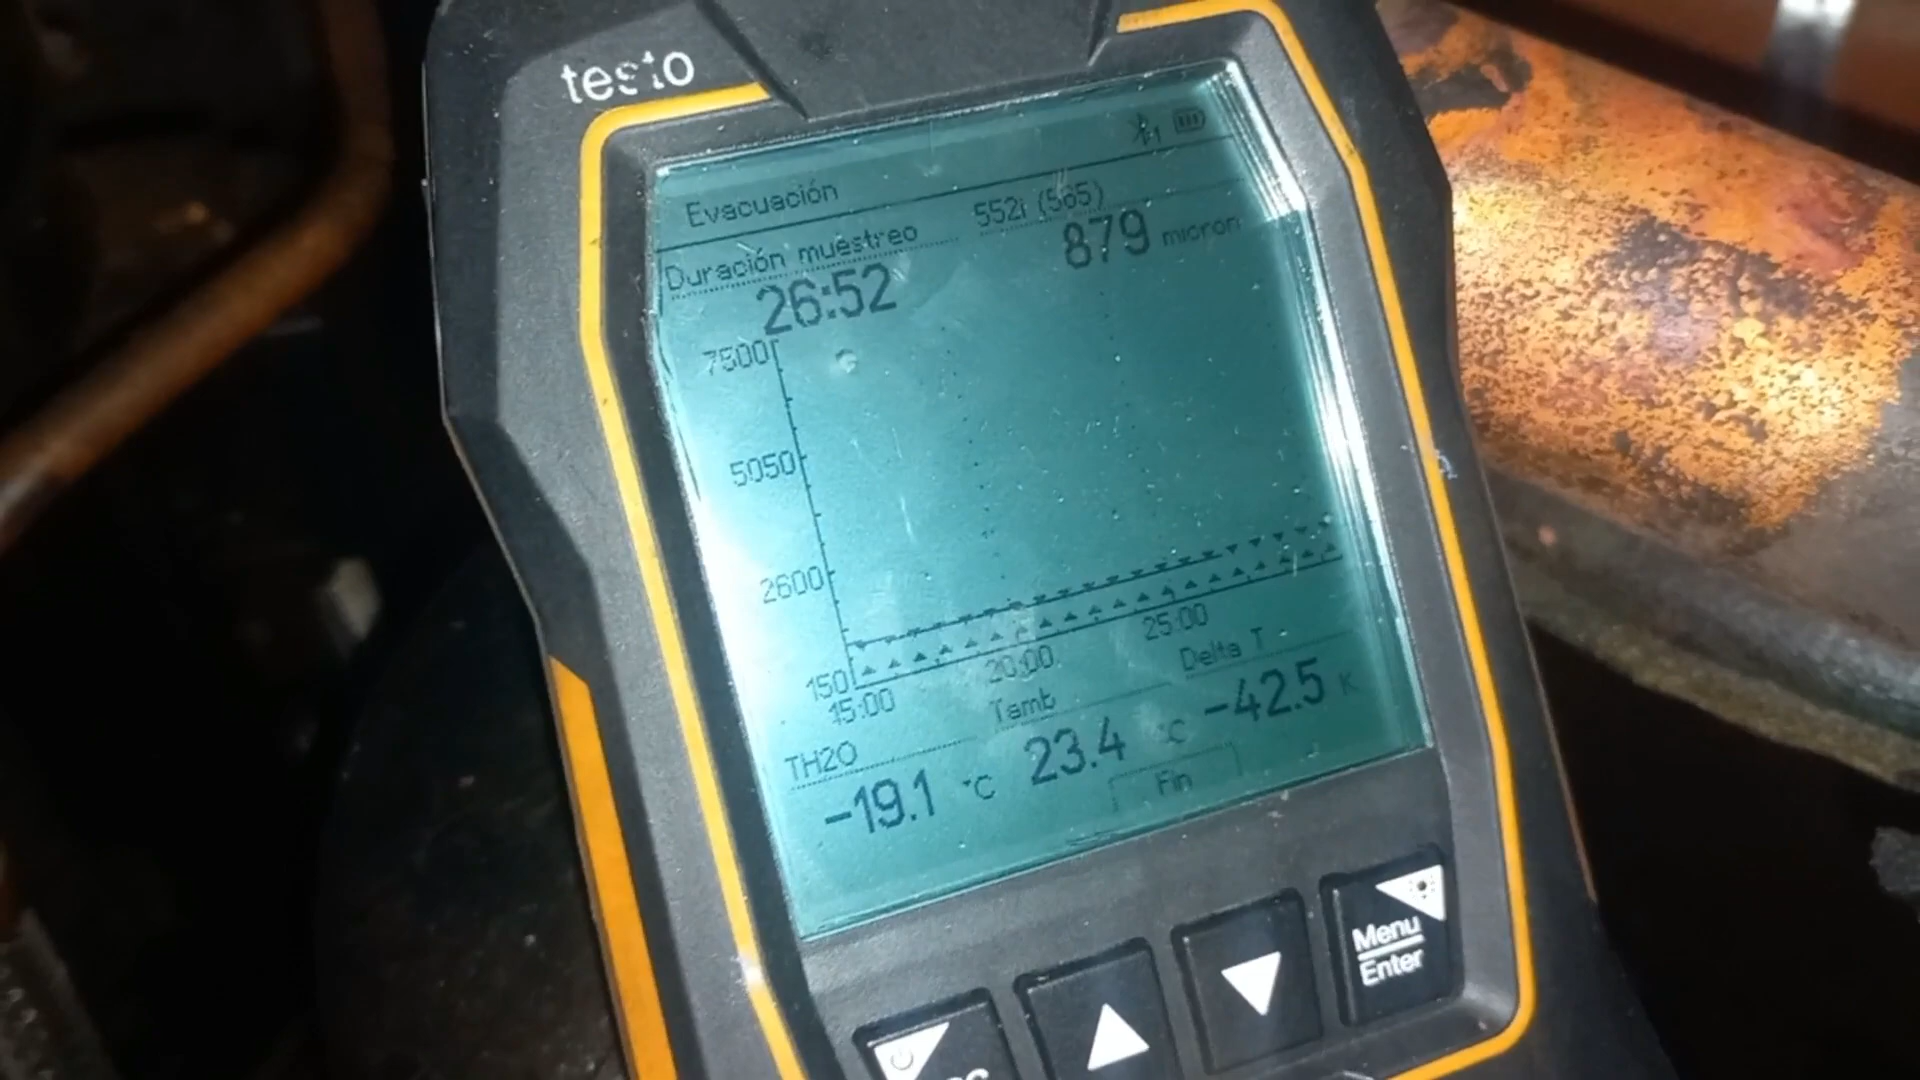 testo
Evacuación
Duración muestreo 552i (565)
26:52 879 micron
7500
5050
2600
150
15:00 20:00 25:00
TH2O Tamb Delta T
-19.1 °C 23.4 °C -42.5 K
Fin
Menu
Enter